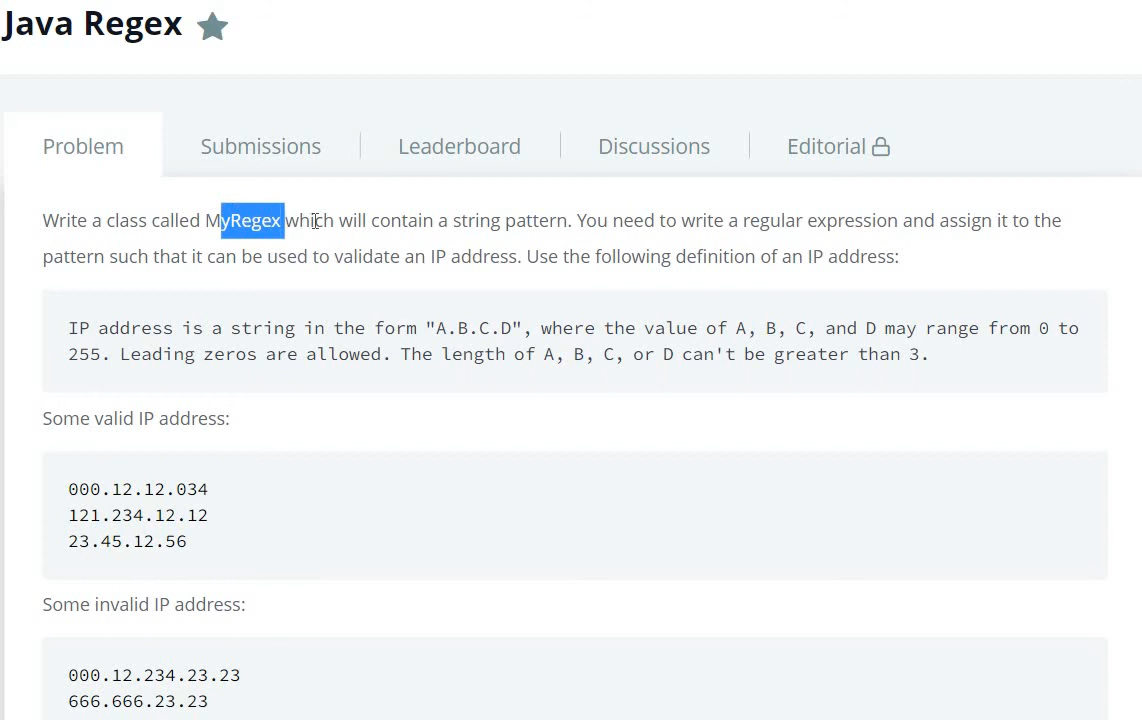 Java Regex
Problem
Submissions
Leaderboard
Discussions
Editorial
Write a class called MyRegex which will contain a string pattern. You need to write a regular expression and assign it to the
pattern such that it can be used to validate an IP address. Use the following definition of an IP address:
IP address is a string in the form "A.B.C.D", where the value of A, B, C, and D may range from 0 to
255. Leading zeros are allowed. The length of A, B, C, or D can't be greater than 3.
Some valid IP address:
000.12.12.034
121.234.12.12
23.45.12.56
Some invalid IP address:
000.12.234.23.23
666.666.23.23